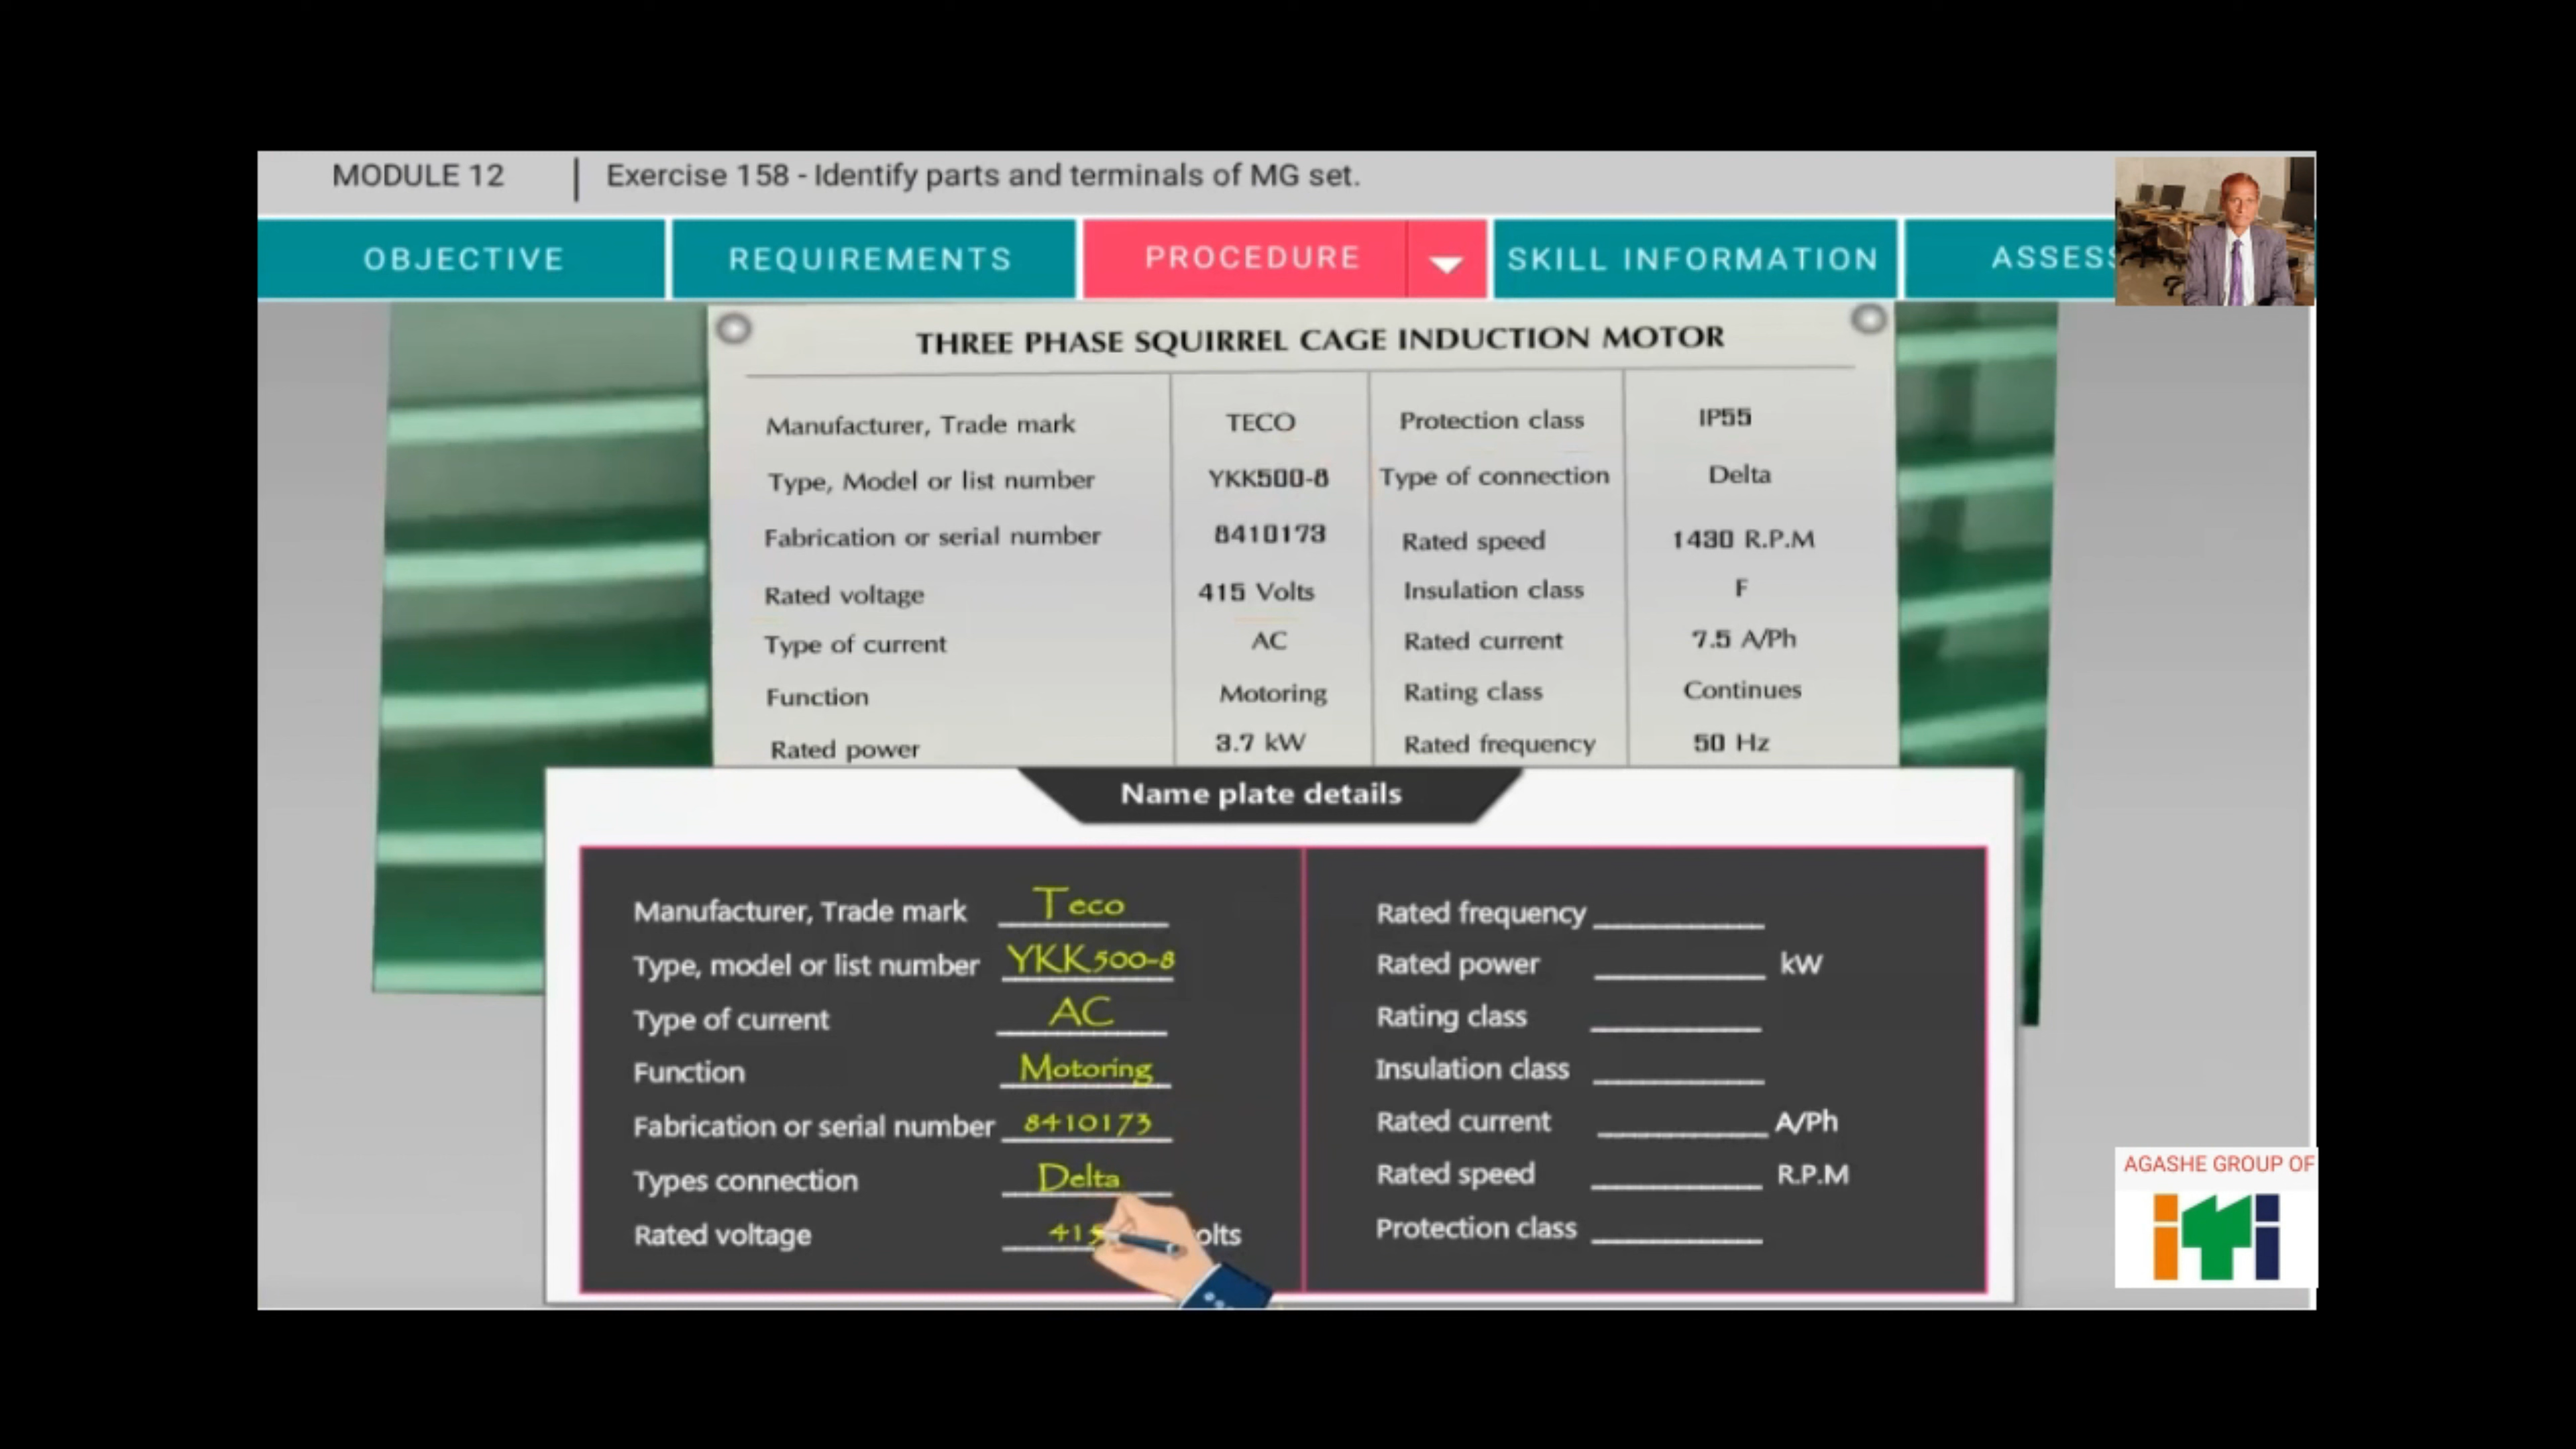 MODULE 12 | Exercise 158 - Identify parts and terminals of MG set.
OBJECTIVE REQUIREMENTS PROCEDURE SKILL INFORMATION
THREE PHASE SQUIRREL CAGE INDUCTION MOTOR
Manufacturer, Trade mark TECO Protection class IP55
Type, Model or list number YKK500-8 Type of connection Delta
Fabrication or serial number 8410173 Rated speed 1430 R.P.M
Rated voltage 415 Volts Insulation class F
Type of current AC Rated current 7.5 A/Ph
Function Motoring Rating class Continues
Rated power 3.7 kW Rated frequency 50 Hz
Name plate details
Manufacturer, Trade mark Teco
Type, model or list number YKK500-8
Type of current AC
Function Motoring
Fabrication or serial number 8410173
Types connection Delta
Rated voltage 415
Rated frequency
Rated power kW
Rating class
Insulation class
Rated current A/Ph
Rated speed R.P.M
Protection class
AGASHE GROUP OF
iTi